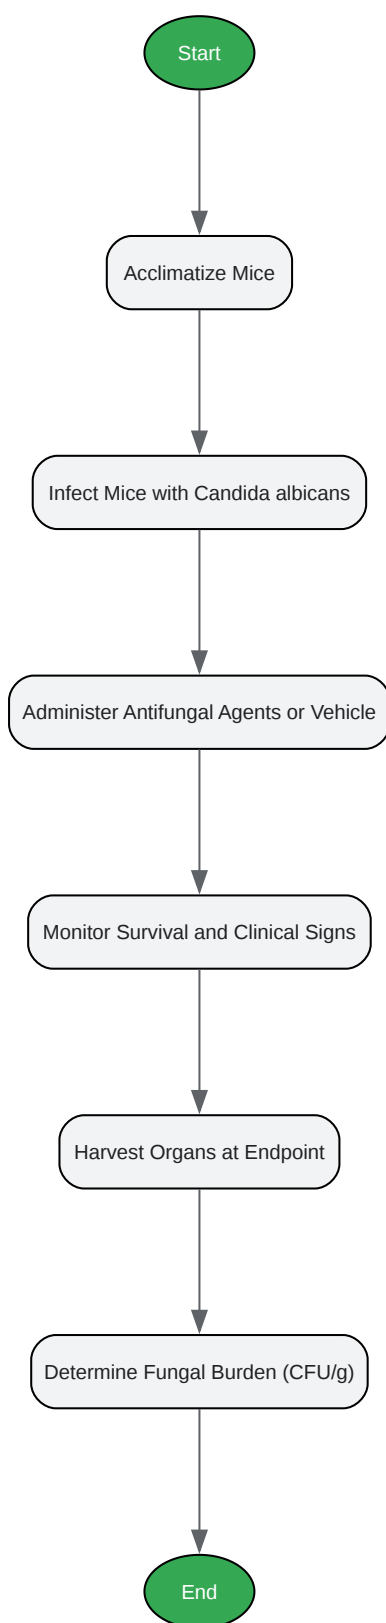 Start
Acclimatize Mice
Infect Mice with Candida albicans
Administer Antifungal Agents or Vehicle
Monitor Survival and Clinical Signs
Harvest Organs at Endpoint
Determine Fungal Burden (CFU/g)
End